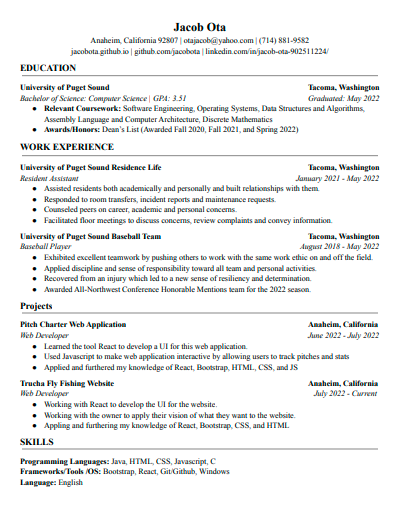 Jacob Ota
Anaheim, California 92807 | otajacob@yahoo.com | (714) 881-9582
jacobota.github.io | github.com/jacobota | linkedin.com/in/jacob-ota-902511224/
EDUCATION
University of Puget Sound Tacoma, Washington
Bachelor of Science: Computer Science | GPA: 3.51 Graduated: May 2022
● Relevant Coursework: Software Engineering, Operating Systems, Data Structures and Algorithms,
Assembly Language and Computer Architecture, Discrete Mathematics
● Awards/Honors: Dean's List (Awarded Fall 2020, Fall 2021, and Spring 2022)
WORK EXPERIENCE
University of Puget Sound Residence Life Tacoma, Washington
Resident Assistant January 2021 - May 2022
● Assisted residents both academically and personally and built relationships with them.
● Responded to room transfers, incident reports and maintenance requests.
● Counseled peers on career, academic and personal concerns.
● Facilitated floor meetings to discuss concerns, review complaints and convey information.
University of Puget Sound Baseball Team Tacoma, Washington
Baseball Player August 2018 - May 2022
● Exhibited excellent teamwork by pushing others to work with the same work ethic on and off the field.
● Applied discipline and sense of responsibility toward all team and personal activities.
● Recovered from an injury which led to a new sense of drive and determination.
● Awarded All-Northwest Conference Honorable Mentions team for the 2022 season.
Projects
Pitch Charter Web Application Anaheim, California
Web Developer June 2022 - July 2022
● Learned the tool React to develop a UI for this web application.
● Used Javascript to make web application interactive by allowing users to track pitches and stats
● Applied and furthered my knowledge of React, Bootstrap, HTML, CSS, and JS
Trucha Fly Fishing Website Anaheim, California
Web Developer July 2022 - Current
● Working with React to develop the UI for the website.
● Working with the owner to apply their vision of what they want to the website.
● Appling and furthering my knowledge of React, Bootstrap, HTML, CSS
SKILLS
Programming Languages: Java, HTML, CSS, Javascript, C
Frameworks/Tools /OS: Bootstrap, React, Git/Github, Windows
Language: English